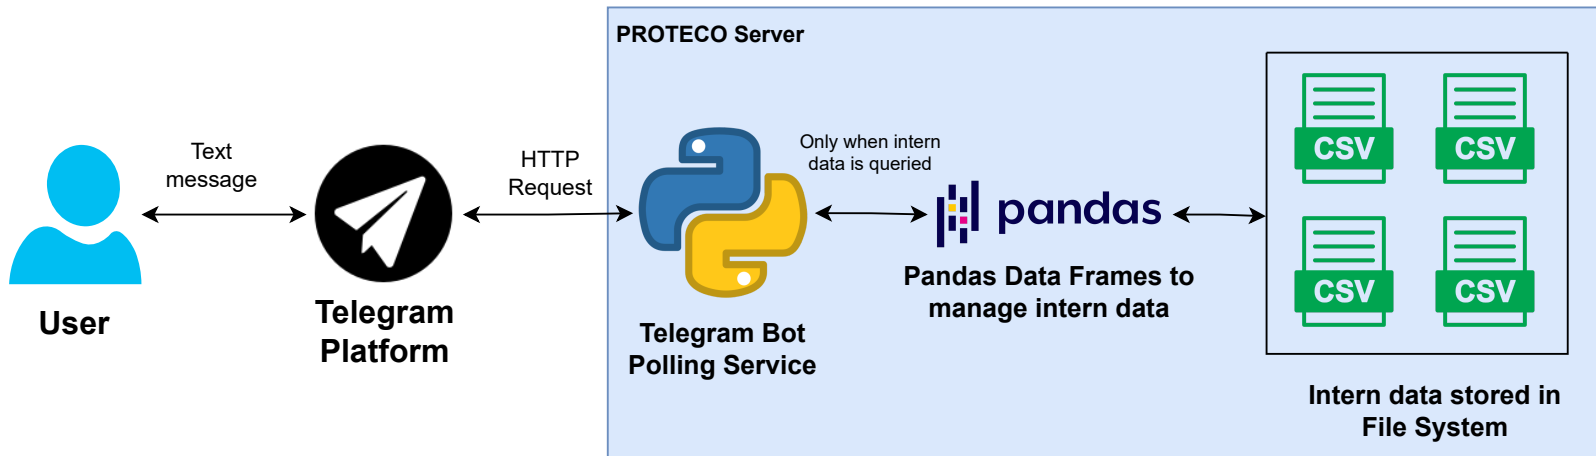 PROTECO Server
Text
message
HTTP
Request
Only when intern
data is queried
CSV
CSV
pandas
CSV
CSV
User
Telegram
Platform
Telegram Bot
Polling Service
Pandas Data Frames to
manage intern data
Intern data stored in
File System